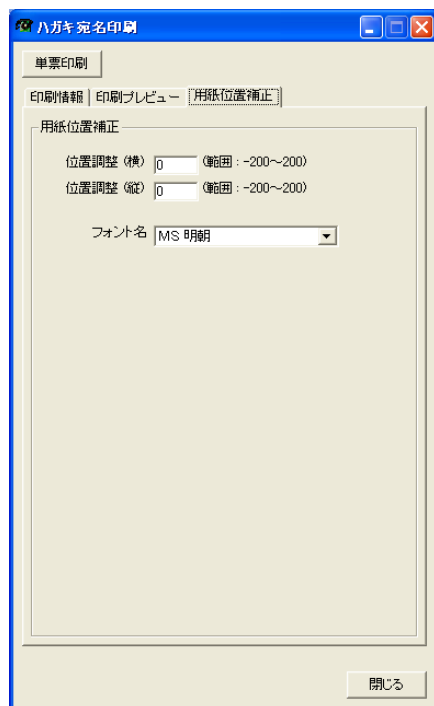 ハガキ宛名印刷
単票印刷
印刷情報 印刷プレビュー 用紙位置補正
用紙位置補正
位置調整（横） 0 （範囲：-200～200）
位置調整（縦） 0 （範囲：-200～200）
フォント名 MS 明朝
閉じる